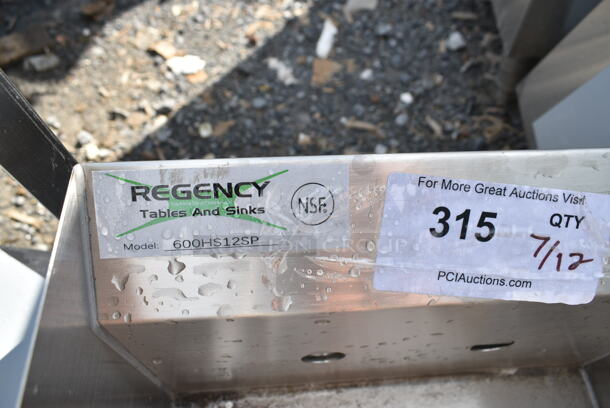 REGENCY
Tables And Sinks
NSF
Model: 600HS12SP
For More Great Auctions Visit
315
QTY
7/12
PCIAuctions.com